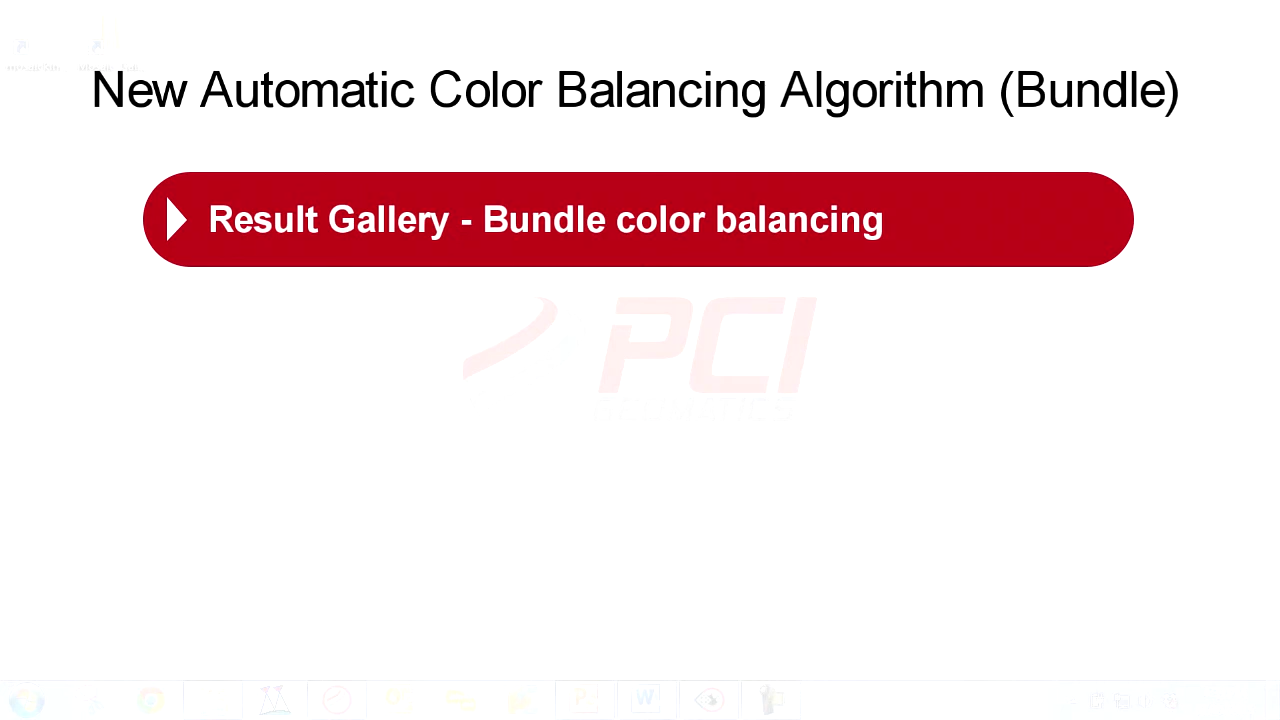 New Automatic Color Balancing Algorithm (Bundle)
Result Gallery - Bundle color balancing
PCI